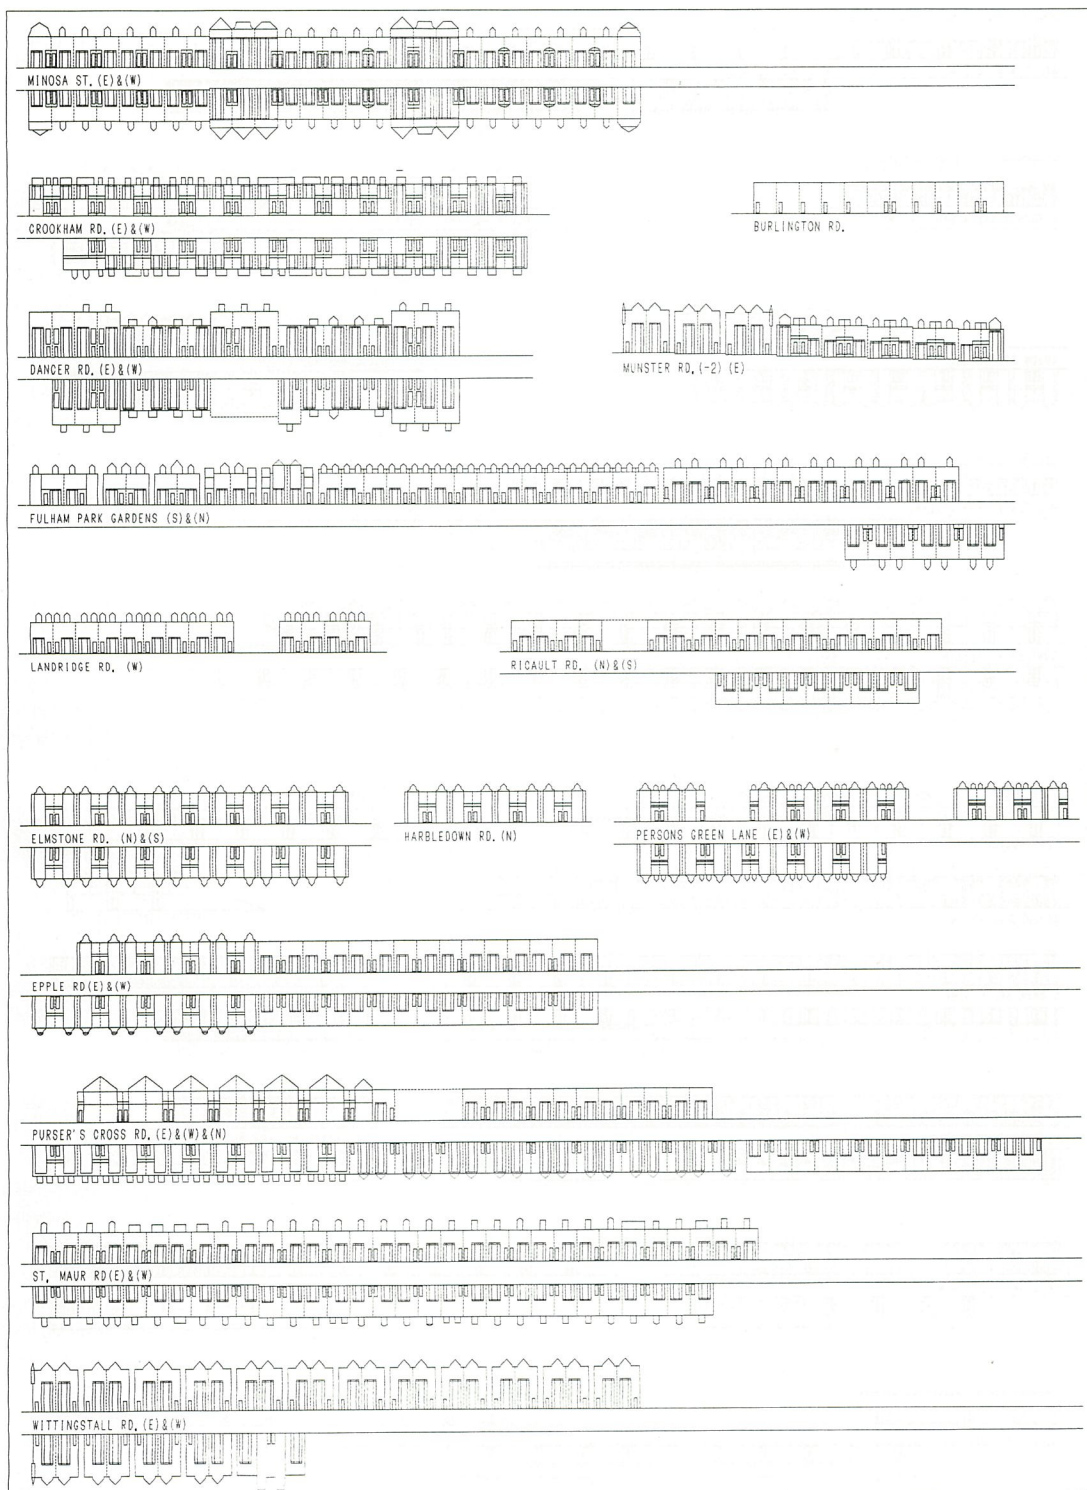 MINOSA ST. (E)&(W)
CROOKHAM RD. (E)&(W)
BURLINGTON RD.
DANCER RD. (E)&(W)
MUNSTER RD. (-2) (E)
FULHAM PARK GARDENS (S)&(N)
LANDRIDGE RD. (W)
RICAULT RD. (N)&(S)
ELMSTONE RD. (N)&(S)
HARBLEDOWN RD. (N)
PERSONS GREEN LANE (E)&(W)
EPPLE RD(E)&(W)
PURSER'S CROSS RD. (E)&(W)&(N)
ST. MAUR RD(E)&(W)
WITTINGSTALL RD. (E)&(W)